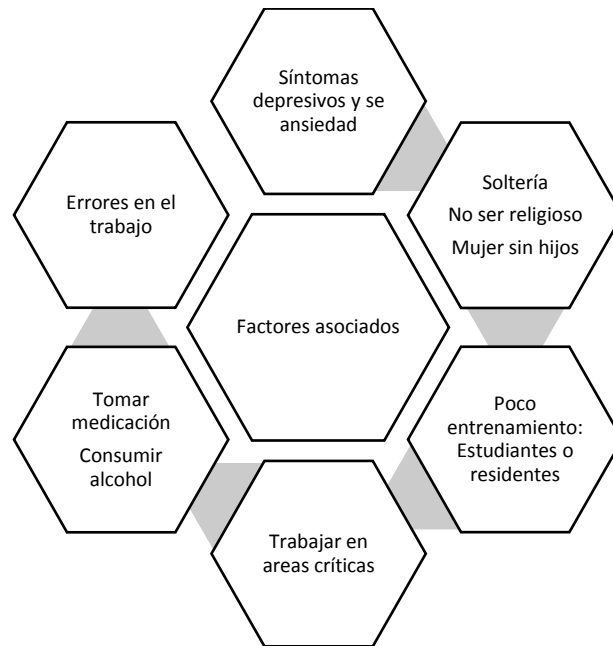 Síntomas
depresivos y se
ansiedad
Soltería
No ser religioso
Mujer sin hijos
Poco
entrenamiento:
Estudiantes o
residentes
Trabajar en
areas críticas
Tomar
medicación
Consumir
alcohol
Errores en el
trabajo
Factores asociados